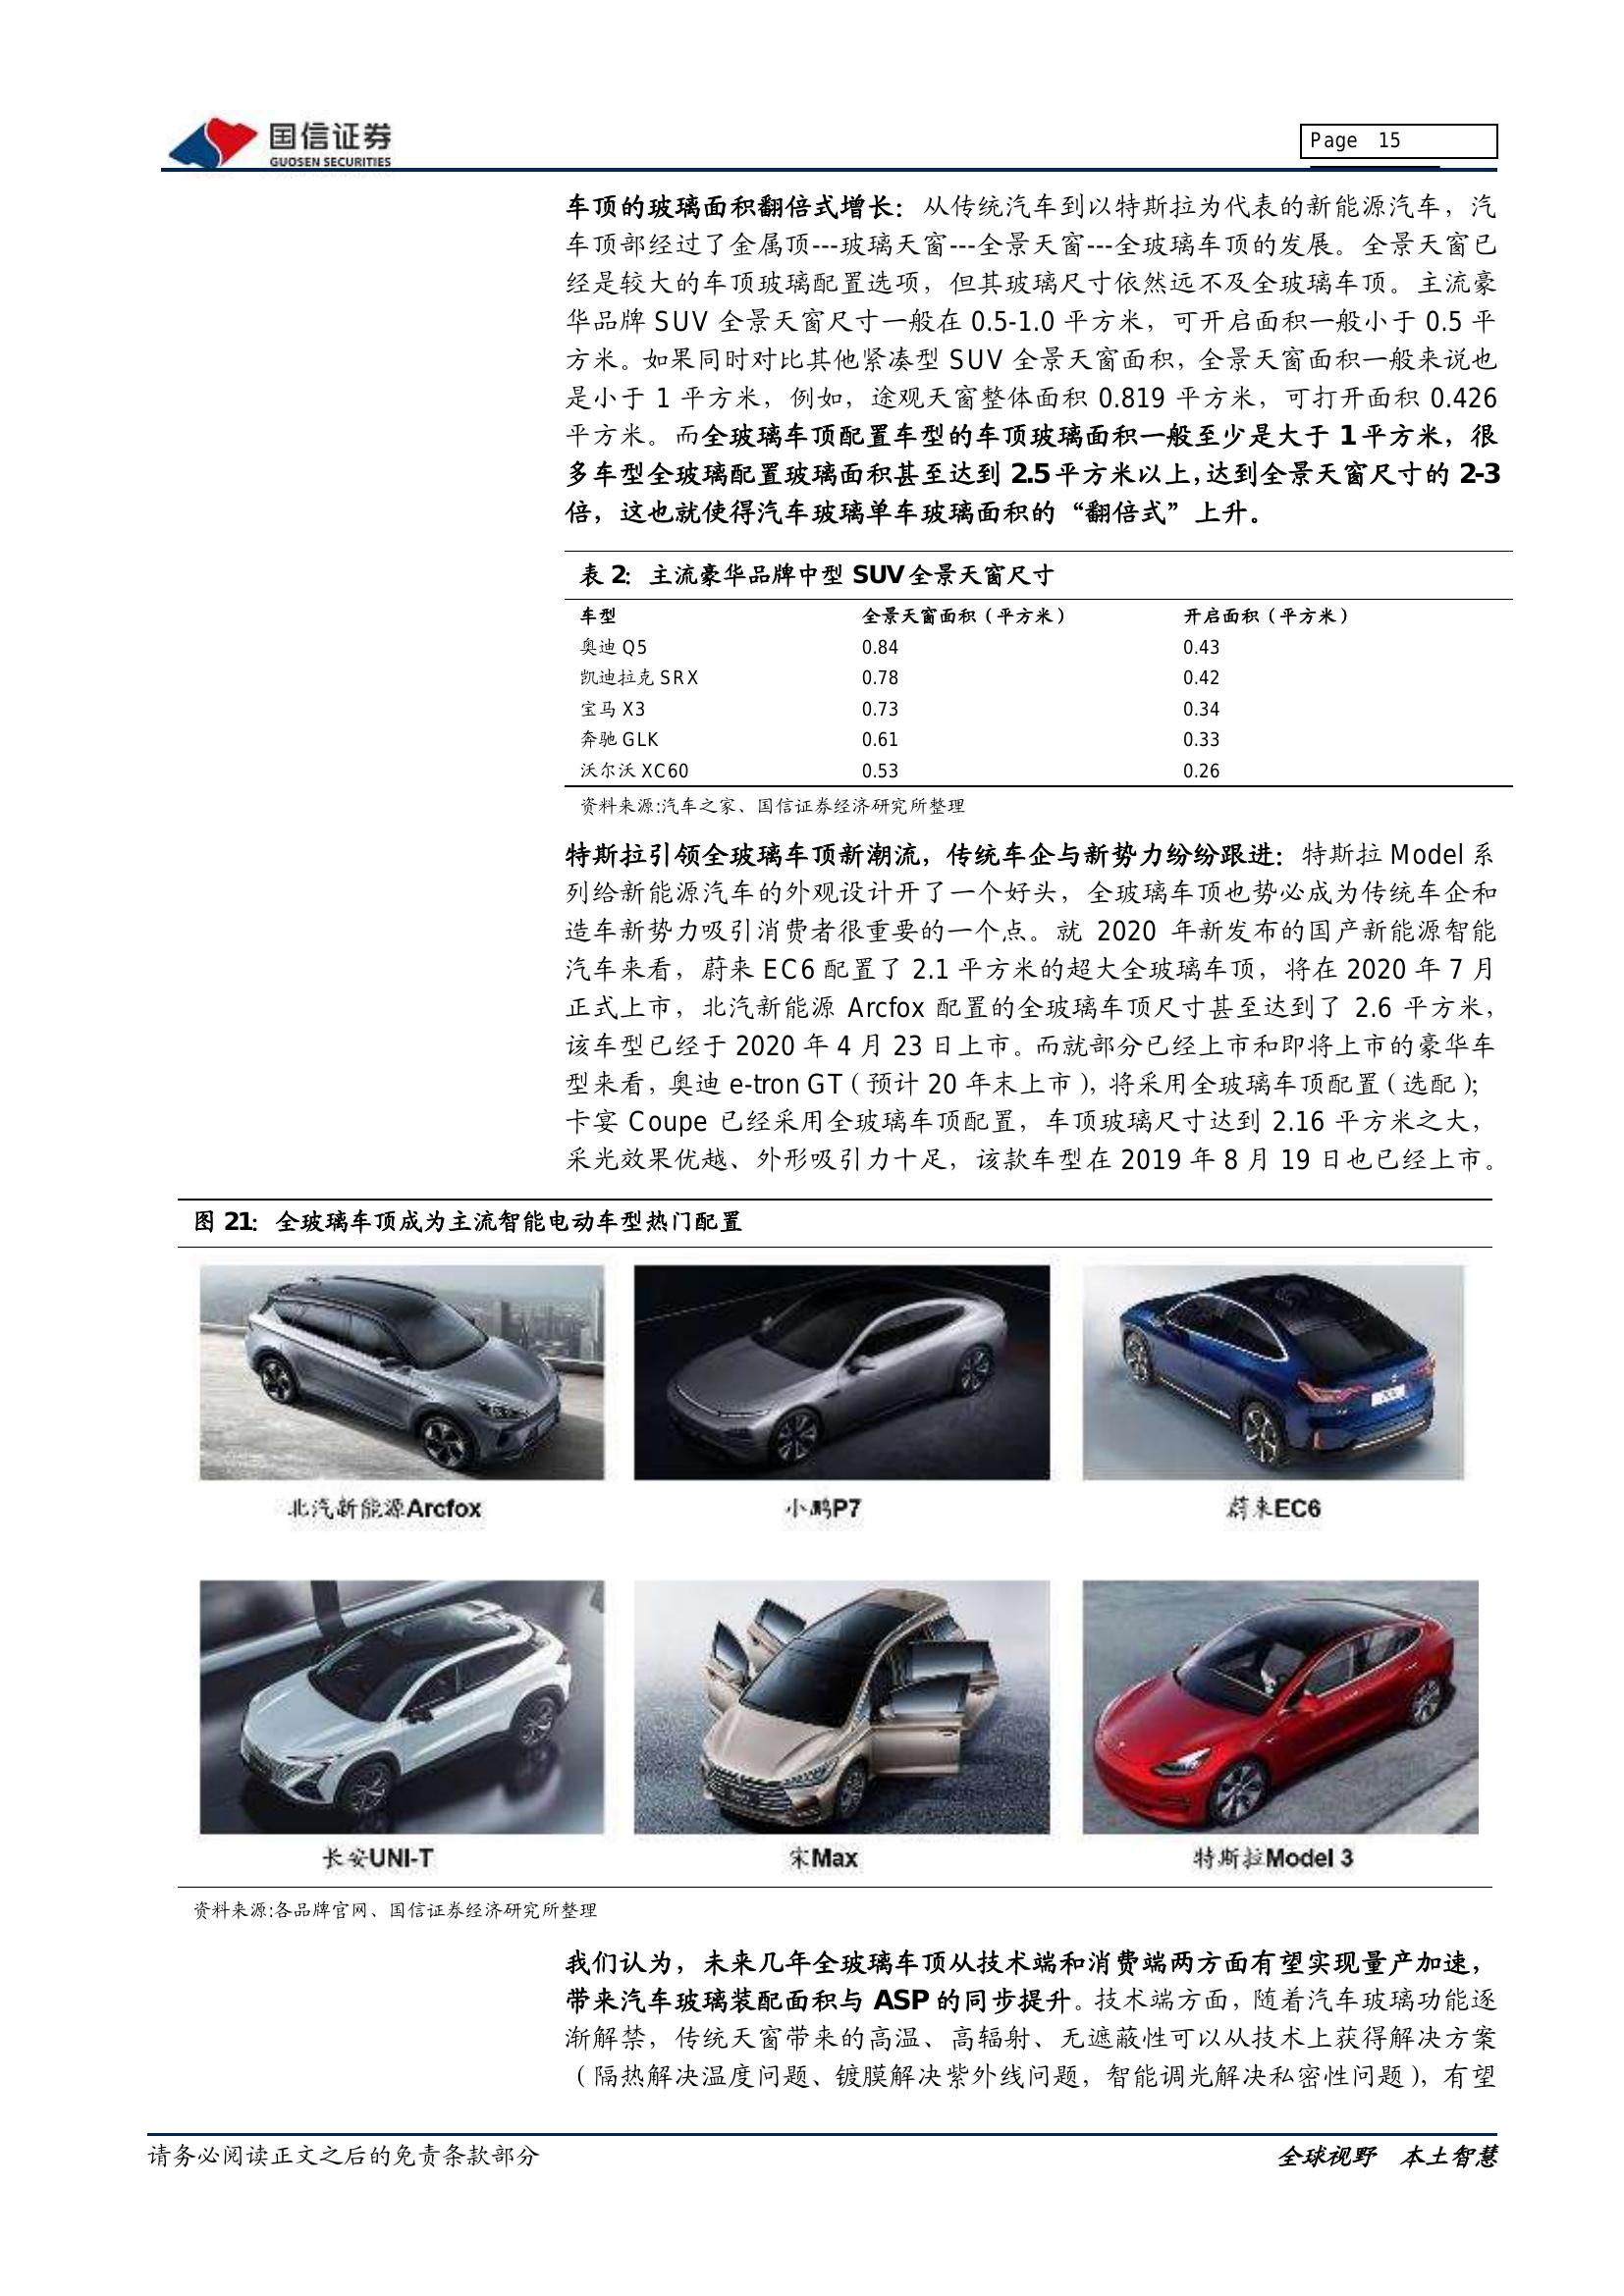 国信证券
GUOSEN SECURITIES
Page 15
车顶的玻璃面积翻倍式增长：从传统汽车到以特斯拉为代表的新能源汽车，汽
车顶部经过了金属顶---玻璃天窗---全景天窗---全玻璃车顶的发展。全景天窗已
经是较大的车顶玻璃配置选项，但其玻璃尺寸依然远不及全玻璃车顶。主流豪
华品牌 SUV 全景天窗尺寸一般在 0.5-1.0 平方米，可开启面积一般小于 0.5 平
方米。如果同时对比其他紧凑型 SUV 全景天窗面积，全景天窗面积一般来说也
是小于 1 平方米，例如，途观天窗整体面积 0.819 平方米，可打开面积 0.426
平方米。而全玻璃车顶配置车型的车顶玻璃面积一般至少是大于 1 平方米，很
多车型全玻璃配置玻璃面积甚至达到 2.5 平方米以上，达到全景天窗尺寸的 2-3
倍，这也就使得汽车玻璃单车玻璃面积的“翻倍式”上升。
表 2：主流豪华品牌中型 SUV 全景天窗尺寸
车型 全景天窗面积（平方米） 开启面积（平方米）
奥迪 Q5 0.84 0.43
凯迪拉克 SRX 0.78 0.42
宝马 X3 0.73 0.34
奔驰 GLK 0.61 0.33
沃尔沃 XC60 0.53 0.26
资料来源:汽车之家、国信证券经济研究所整理
特斯拉引领全玻璃车顶新潮流，传统车企与新势力纷纷跟进：特斯拉 Model 系
列给新能源汽车的外观设计开了一个好头，全玻璃车顶也势必成为传统车企和
造车新势力吸引消费者很重要的一个点。就 2020 年新发布的国产新能源智能
汽车来看，蔚来 EC6 配置了 2.1 平方米的超大全玻璃车顶，将在 2020 年 7 月
正式上市，北汽新能源 Arcfox 配置的全玻璃车顶尺寸甚至达到了 2.6 平方米，
该车型已经于 2020 年 4 月 23 日上市。而就部分已经上市和即将上市的豪华车
型来看，奥迪 e-tron GT（预计 20 年末上市），将采用全玻璃车顶配置（选配）；
卡宴 Coupe 已经采用全玻璃车顶配置，车顶玻璃尺寸达到 2.16 平方米之大，
采光效果优越、外形吸引力十足，该款车型在 2019 年 8 月 19 日也已经上市。
图 21：全玻璃车顶成为主流智能电动车型热门配置
北汽新能源Arcfox 小鹏P7 蔚来EC6
长安UNI-T 宋Max 特斯拉Model 3
资料来源:各品牌官网、国信证券经济研究所整理
我们认为，未来几年全玻璃车顶从技术端和消费端两方面有望实现量产加速，
带来汽车玻璃装配面积与 ASP 的同步提升。技术端方面，随着汽车玻璃功能逐
渐解禁，传统天窗带来的高温、高辐射、无遮蔽性可以从技术上获得解决方案
（隔热解决温度问题、镀膜解决紫外线问题，智能调光解决私密性问题），有望
请务必阅读正文之后的免责条款部分
全球视野 本土智慧